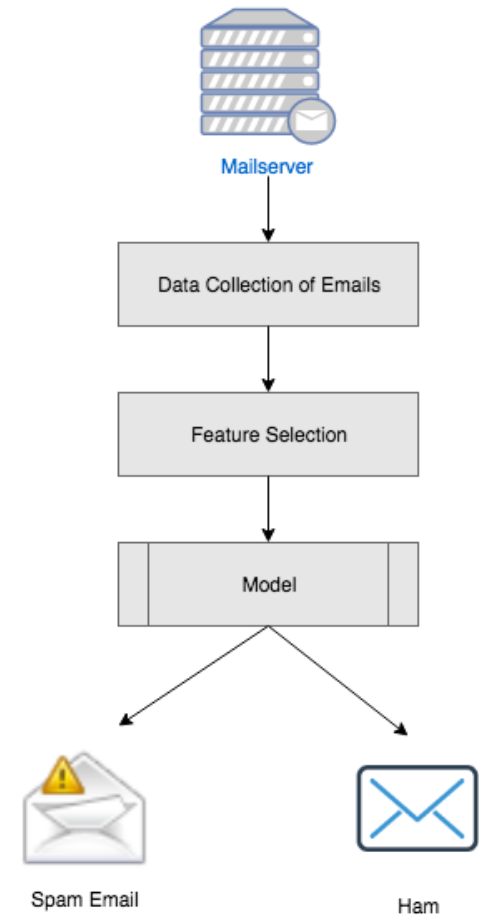 Mailserver
Data Collection of Emails
Feature Selection
Model
Spam Email
Ham